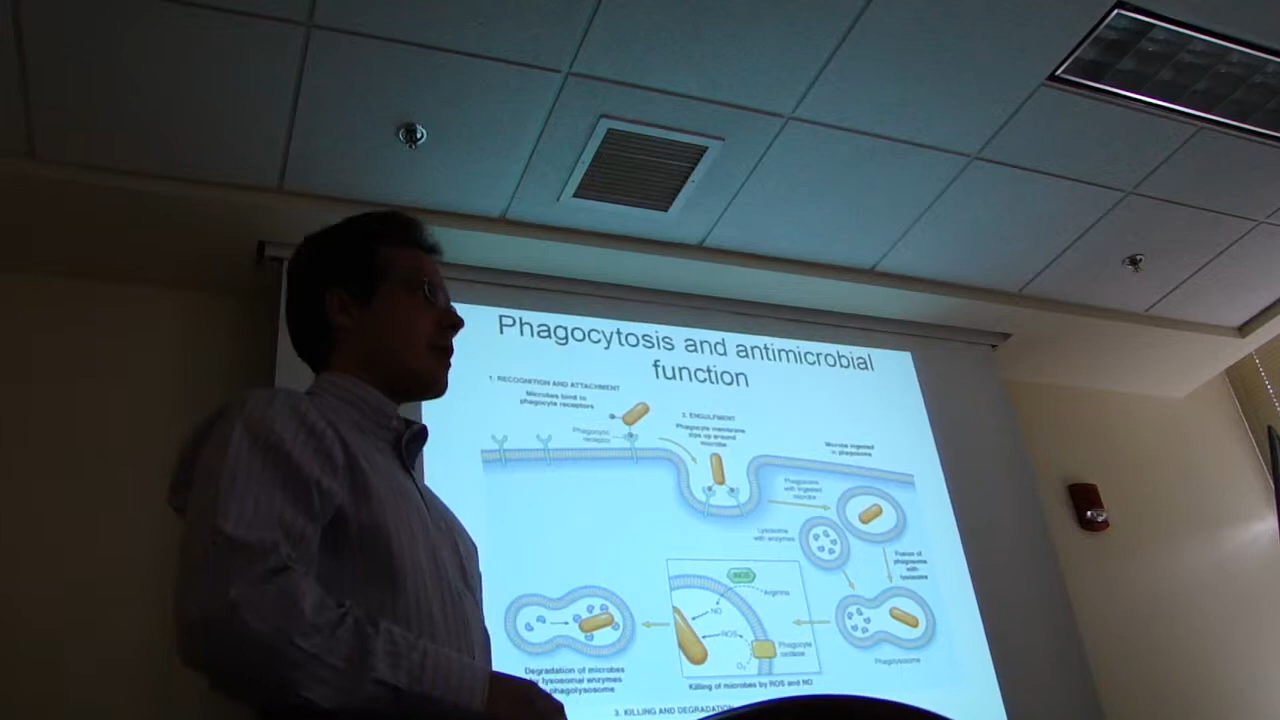 Phagocytosis and antimicrobial
function
1. RECOGNITION AND ATTACHMENT
Microbes bind to
phagocyte receptors
Phagocytic
receptor
2. ENGULFMENT
Phagocyte membrane
zips up around
microbe
Microbe ingested
in phagosome
Phagosome
with ingested
microbe
Lysosome
with enzymes
Fusion of
phagosome
with
lysosome
iNOS
Arginine
NO
ROS
O₂
Phagocyte
oxidase
Phagolysosome
Degradation of microbes
by lysosomal enzymes
phagolysosome
Killing of microbes by ROS and NO
3. KILLING AND DEGRADATION